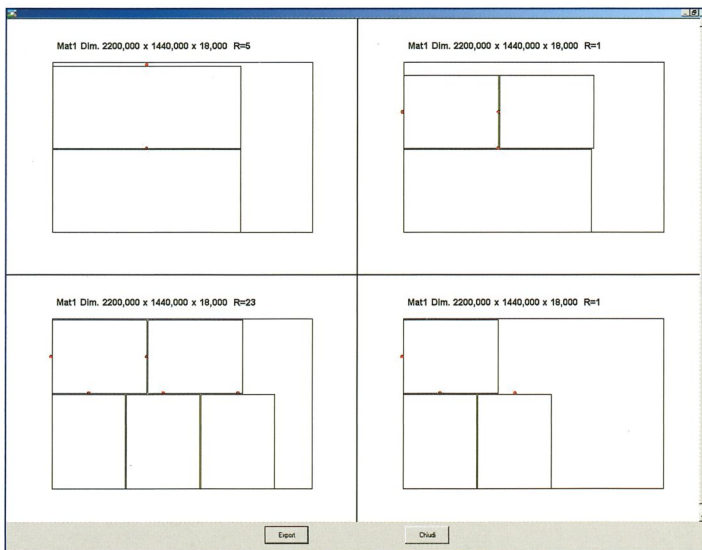 Mat1 Dim. 2200,000 x 1440,000 x 18,000 R=5
Mat1 Dim. 2200,000 x 1440,000 x 18,000 R=1
Mat1 Dim. 2200,000 x 1440,000 x 18,000 R=23
Mat1 Dim. 2200,000 x 1440,000 x 18,000 R=1
Export
Chiudi